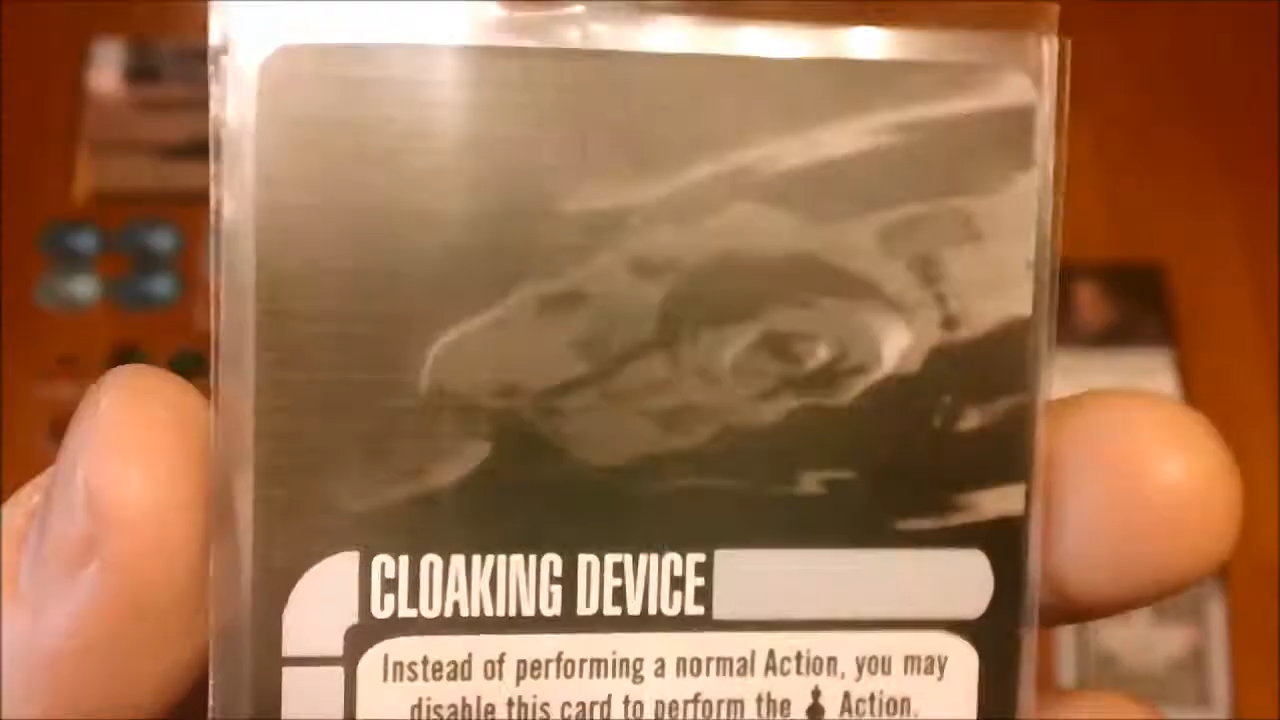 CLOAKING DEVICE
Instead of performing a normal Action, you may
disable this card to perform the Action.